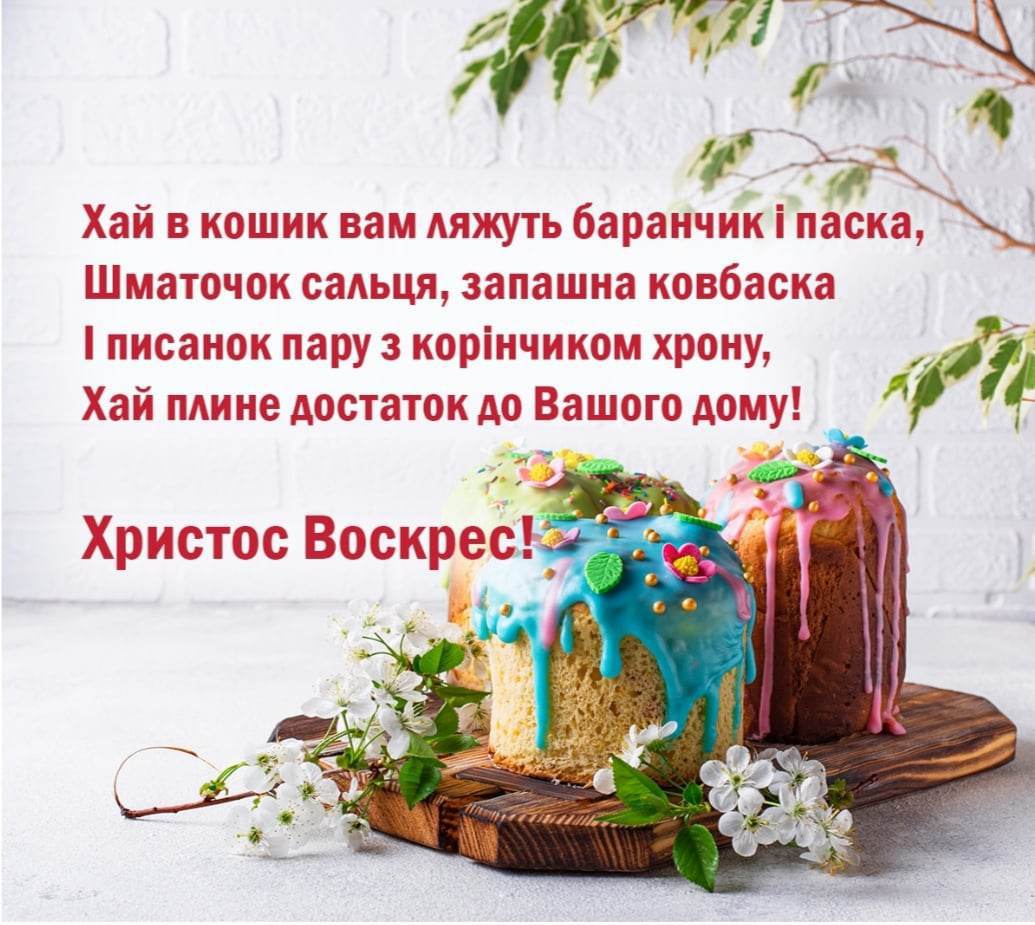 Хай в кошик вам ляжуть баранчик і паска,
Шматочок сальця, запашна ковбаска
І писанок пару з корінчиком хрону,
Хай плине достаток до Вашого дому!
Христос Воскрес!